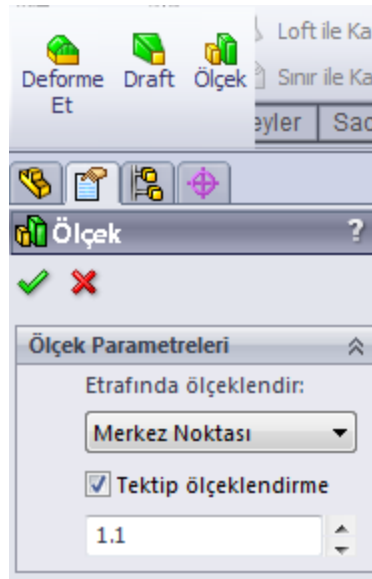 Loft ile Ka
Deforme Et
Draft
Ölçek
Sınır ile Ka
eyler
Sac
Ölçek
?
Ölçek Parametreleri
Etrafında ölçeklendir:
Merkez Noktası
Tektip ölçeklendirme
1.1